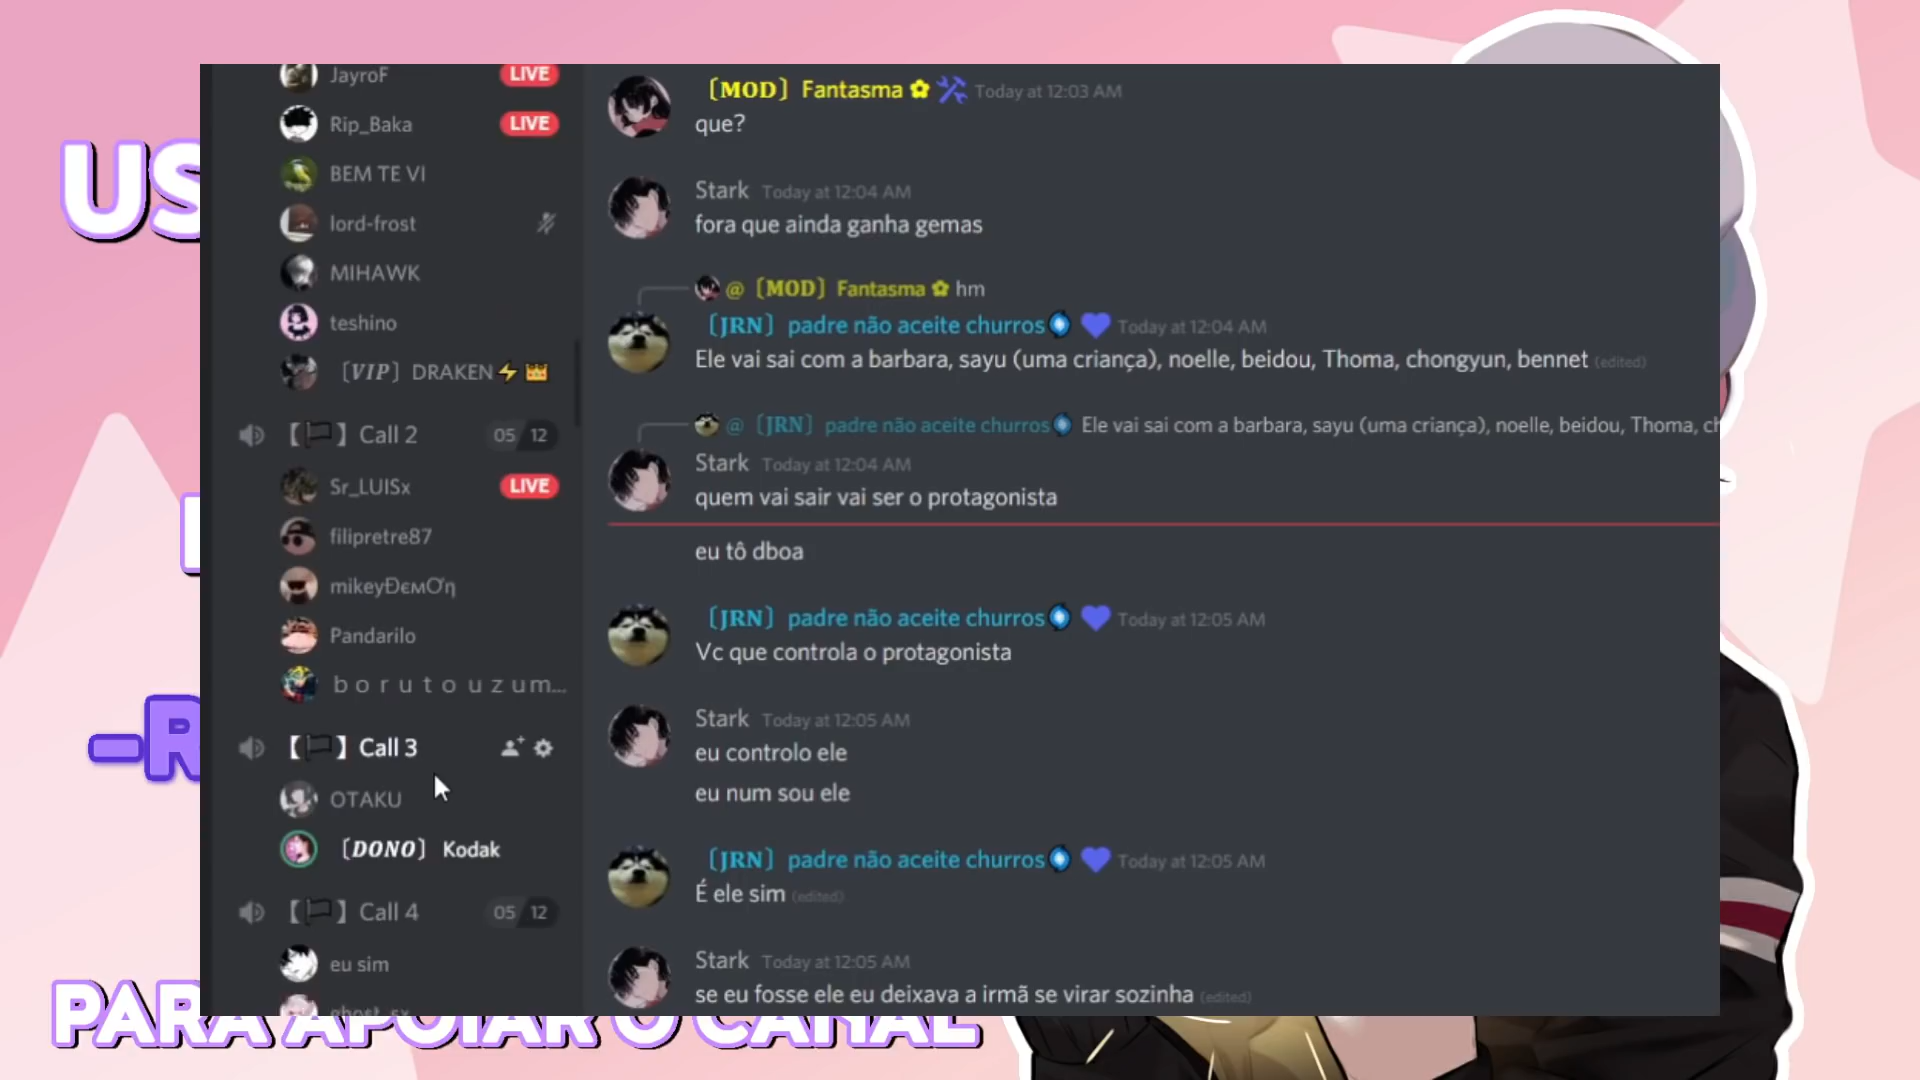 US
-R
PARA APOIAR O CANAL
JayroF LIVE
Rip_Baka LIVE
BEM TE VI
lord-frost
MIHAWK
teshino
[VIP] DRAKEN
【】 Call 2 05 12
Sr_LUISx LIVE
filipretre87
mikeyĐємƠη
Pandarilo
b o r u t o u z u m...
【】 Call 3
OTAKU
[DONO] Kodak
【】 Call 4 05 12
eu sim
ghost_sx
[MOD] Fantasma Today at 12:03 AM
que?
Stark Today at 12:04 AM
fora que ainda ganha gemas
@ [MOD] Fantasma hm
[JRN] padre não aceite churros Today at 12:04 AM
Ele vai sai com a barbara, sayu (uma criança), noelle, beidou, Thoma, chongyun, bennet (edited)
@ [JRN] padre não aceite churros Ele vai sai com a barbara, sayu (uma criança), noelle, beidou, Thoma, ch
Stark Today at 12:04 AM
quem vai sair vai ser o protagonista
eu tô dboa
[JRN] padre não aceite churros Today at 12:05 AM
Vc que controla o protagonista
Stark Today at 12:05 AM
eu controlo ele
eu num sou ele
[JRN] padre não aceite churros Today at 12:05 AM
É ele sim (edited)
Stark Today at 12:05 AM
se eu fosse ele eu deixava a irmã se virar sozinha (edited)